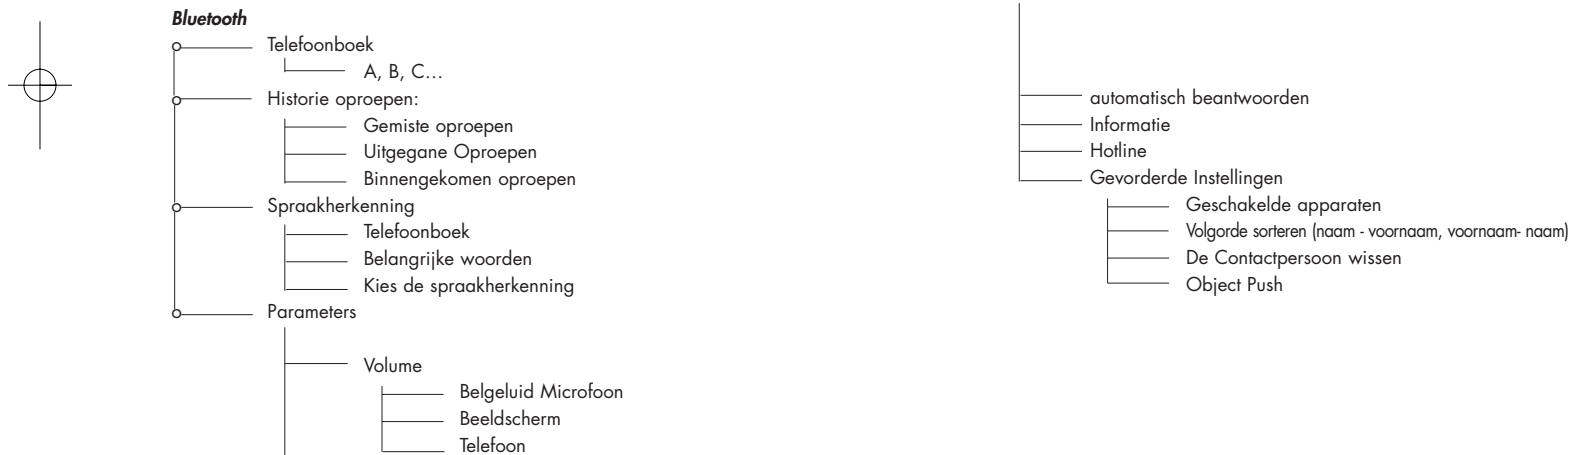 Bluetooth
Telefoonboek
A, B, C...
Historie oproepen:
Gemiste oproepen
Uitgegane Oproepen
Binnengekomen oproepen
Spraakherkenning
Telefoonboek
Belangrijke woorden
Kies de spraakherkenning
Parameters
Volume
Belgeluid Microfoon
Beeldscherm
Telefoon
automatisch beantwoorden
Informatie
Hotline
Gevorderde Instellingen
Geschakelde apparaten
Volgorde sorteren (naam - voornaam, voornaam- naam)
De Contactpersoon wissen
Object Push